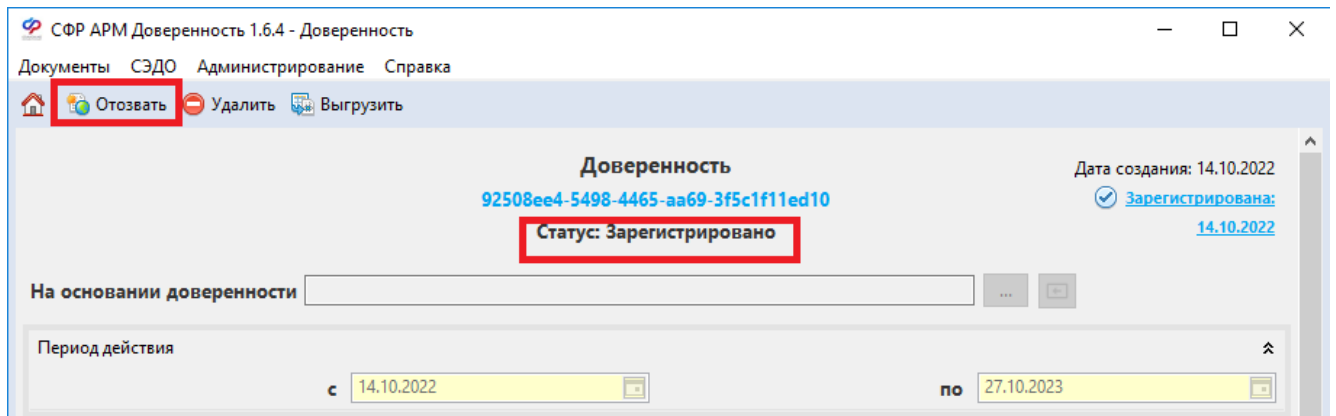 СФР АРМ Доверенность 1.6.4 - Доверенность
Документы СЭДО Администрирование Справка
Отозвать Удалить Выгрузить
Доверенность
Дата создания: 14.10.2022
92508ee4-5498-4465-aa69-3f5c1f11ed10
Зарегистрирована:
Статус: Зарегистрировано
14.10.2022
На основании доверенности ...
Период действия
с 14.10.2022 по 27.10.2023